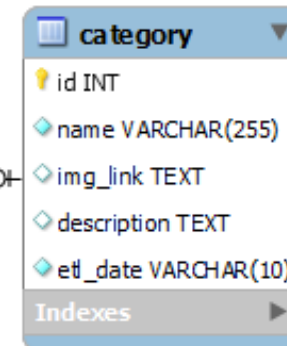 category
id INT
name VARCHAR(255)
img_link TEXT
description TEXT
etl_date VARCHAR(10)
Indexes